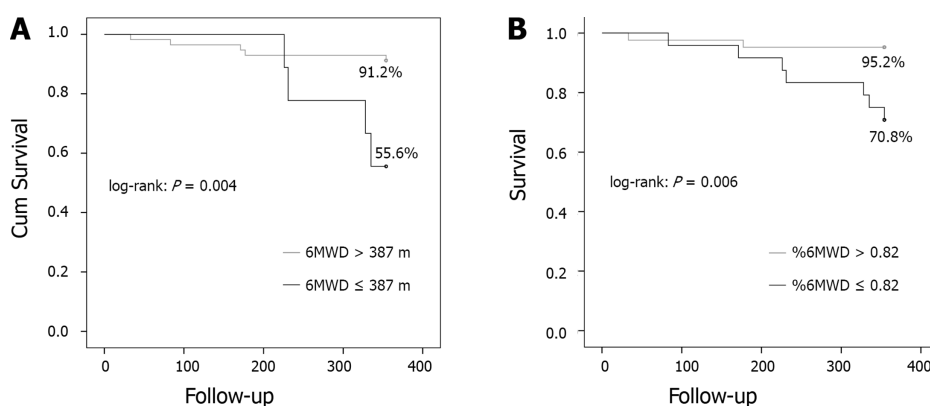 A
Cum Survival
1.0
0.8
0.6
0.4
0.2
0.0
91.2%
55.6%
log-rank: P = 0.004
6MWD > 387 m
6MWD ≤ 387 m
0 100 200 300 400
Follow-up
B
Survival
1.0
0.8
0.6
0.4
0.2
0.0
95.2%
70.8%
log-rank: P = 0.006
%6MWD > 0.82
%6MWD ≤ 0.82
0 100 200 300 400
Follow-up